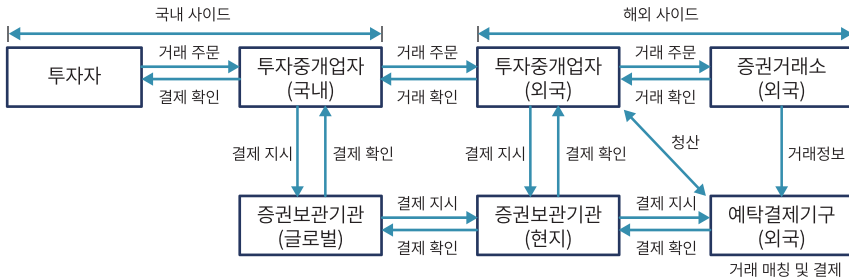 국내 사이드
해외 사이드
투자자
거래 주문
결제 확인
투자중개업자
(국내)
거래 주문
거래 확인
투자중개업자
(외국)
거래 주문
거래 확인
증권거래소
(외국)
결제 지시
결제 확인
결제 지시
결제 확인
청산
거래정보
증권보관기관
(글로벌)
결제 지시
결제 확인
증권보관기관
(현지)
결제 지시
결제 확인
예탁결제기구
(외국)
거래 매칭 및 결제